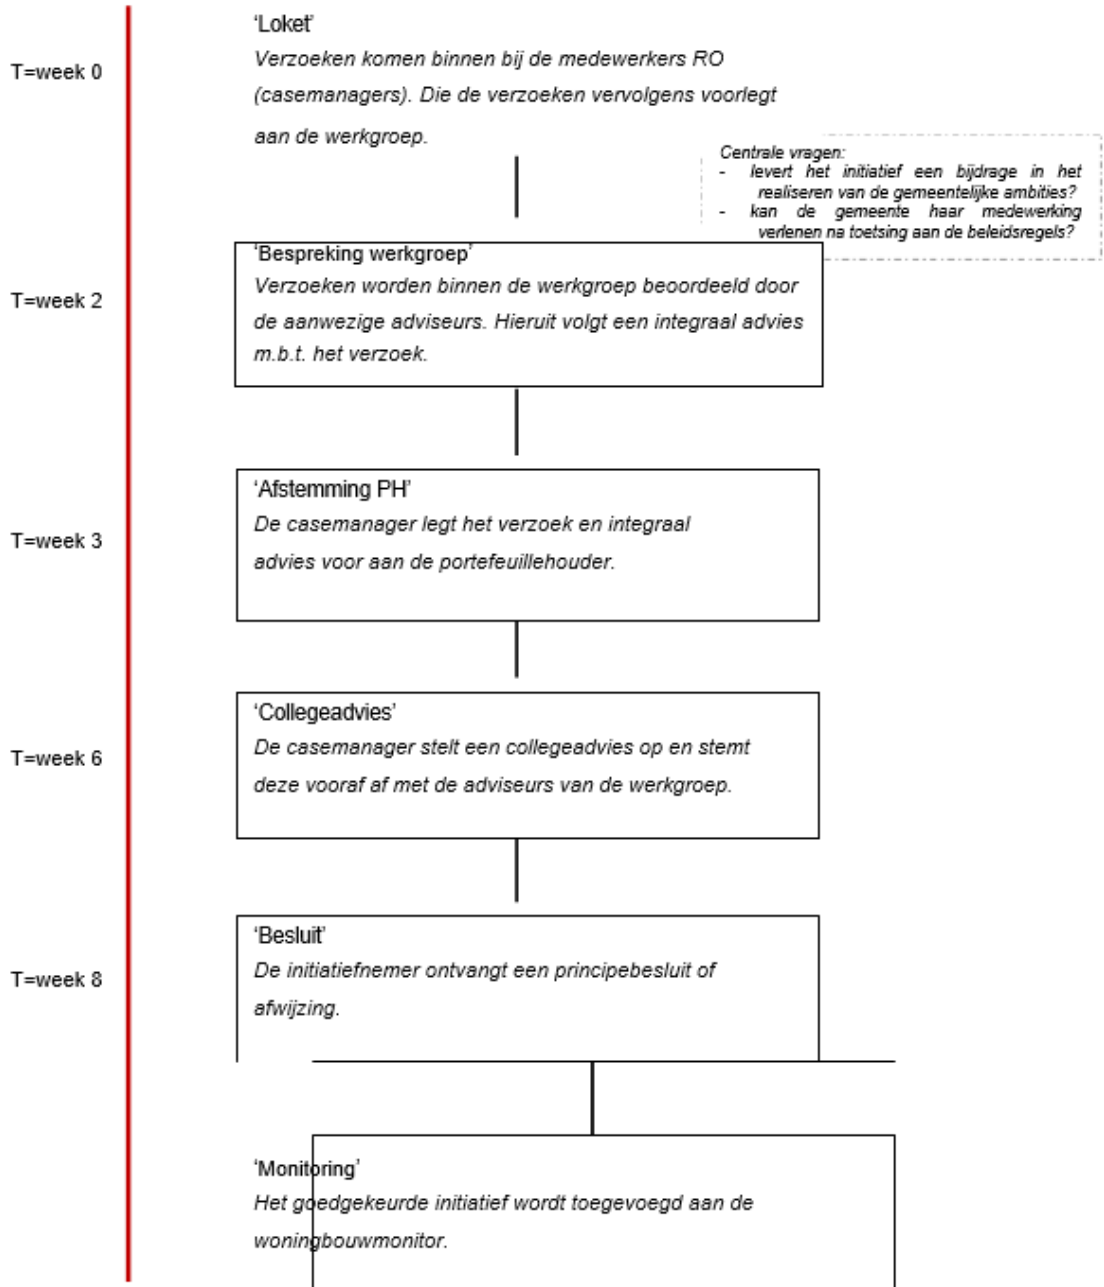 ‘Loket’
T=week 0
Verzoeken komen binnen bij de medewerkers RO
(casemanagers). Die de verzoeken vervolgens voorlegt
aan de werkgroep.
Centrale vragen:
- levert het initiatief een bijdrage in het
realiseren van de gemeentelijke ambities?
- kan de gemeente haar medewerking
verlenen na toetsing aan de beleidsregels?
‘Bespreking werkgroep’
T=week 2
Verzoeken worden binnen de werkgroep beoordeeld door
de aanwezige adviseurs. Hieruit volgt een integraal advies
m.b.t. het verzoek.
‘Afstemming PH’
T=week 3
De casemanager legt het verzoek en integraal
advies voor aan de portefeuillehouder.
‘Collegeadvies’
T=week 6
De casemanager stelt een collegeadvies op en stemt
deze vooraf af met de adviseurs van de werkgroep.
‘Besluit’
T=week 8
De initiatiefnemer ontvangt een principebesluit of
afwijzing.
‘Monitoring’
Het goedgekeurde initiatief wordt toegevoegd aan de
woningbouwmonitor.